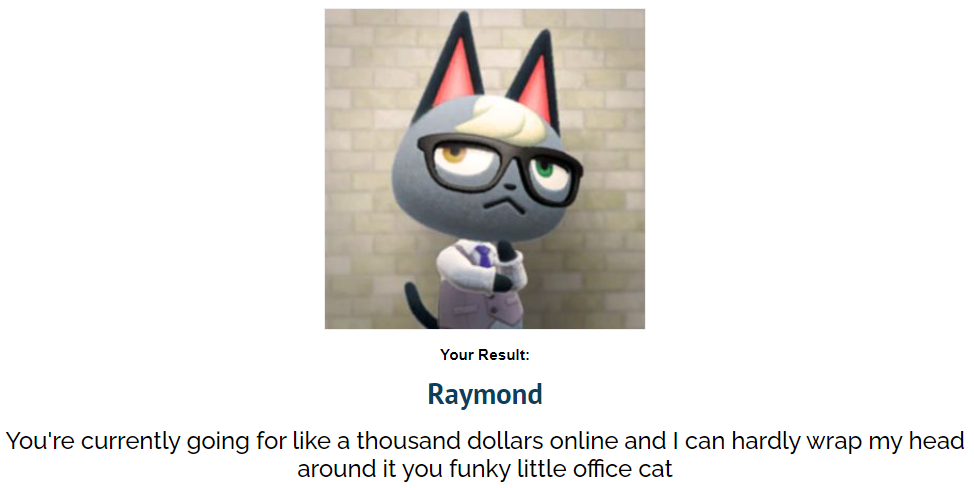 Your Result:
Raymond
You're currently going for like a thousand dollars online and I can hardly wrap my head
around it you funky little office cat